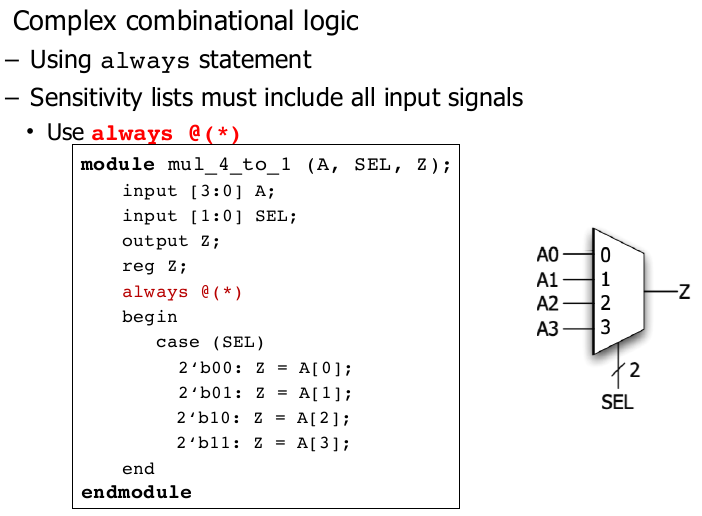 Complex combinational logic
– Using always statement
– Sensitivity lists must include all input signals
• Use always @(*)
module mul_4_to_1 (A, SEL, Z);
input [3:0] A;
input [1:0] SEL;
output Z;
reg Z;
always @(*)
begin
case (SEL)
2‘b00: Z = A[0];
2‘b01: Z = A[1];
2‘b10: Z = A[2];
2‘b11: Z = A[3];
end
endmodule
A0 0
A1 1
A2 2
A3 3
Z
2
SEL